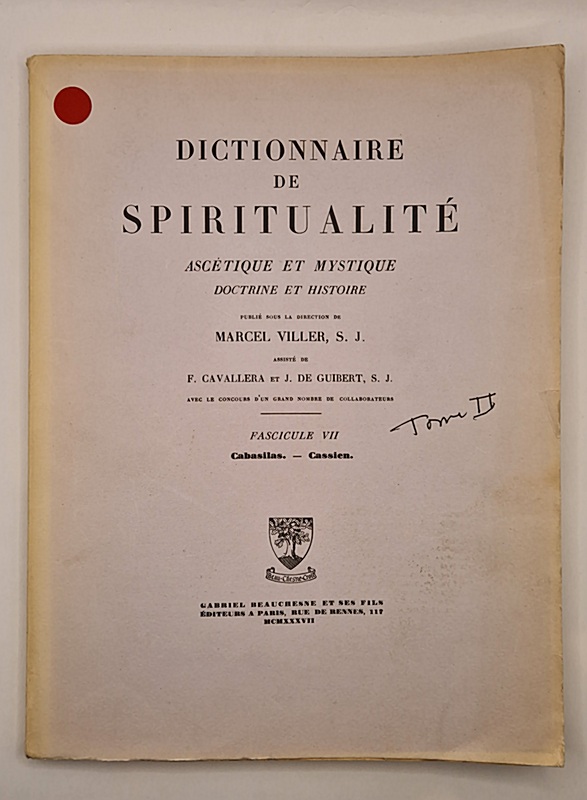 DICTIONNAIRE
DE
SPIRITUALITÉ
ASCÉTIQUE ET MYSTIQUE
DOCTRINE ET HISTOIRE
PUBLIÉ SOUS LA DIRECTION DE
MARCEL VILLER, S. J.
ASSISTÉ DE
F. CAVALLERA ET J. DE GUIBERT, S. J.
AVEC LE CONCOURS D'UN GRAND NOMBRE DE COLLABORATEURS
Tome II
FASCICULE VII
Cabasilas. — Cassien.
Beau-Chesne-Croit
GABRIEL BEAUCHESNE ET SES FILS
ÉDITEURS A PARIS, RUE DE RENNES, 117
MCMXXXVII